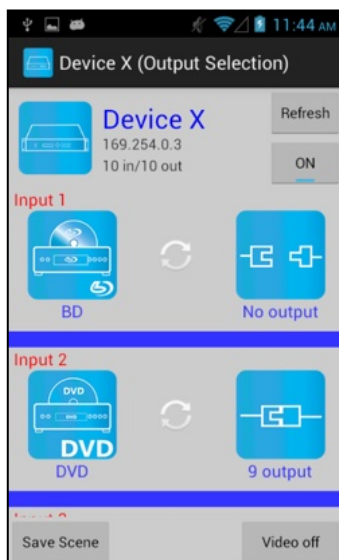 11:44 AM
Device X (Output Selection)
Device X
Refresh
169.254.0.3
10 in/10 out
ON
Input 1
BD
No output
Input 2
DVD
DVD
DVD
9 output
Save Scene
Video off